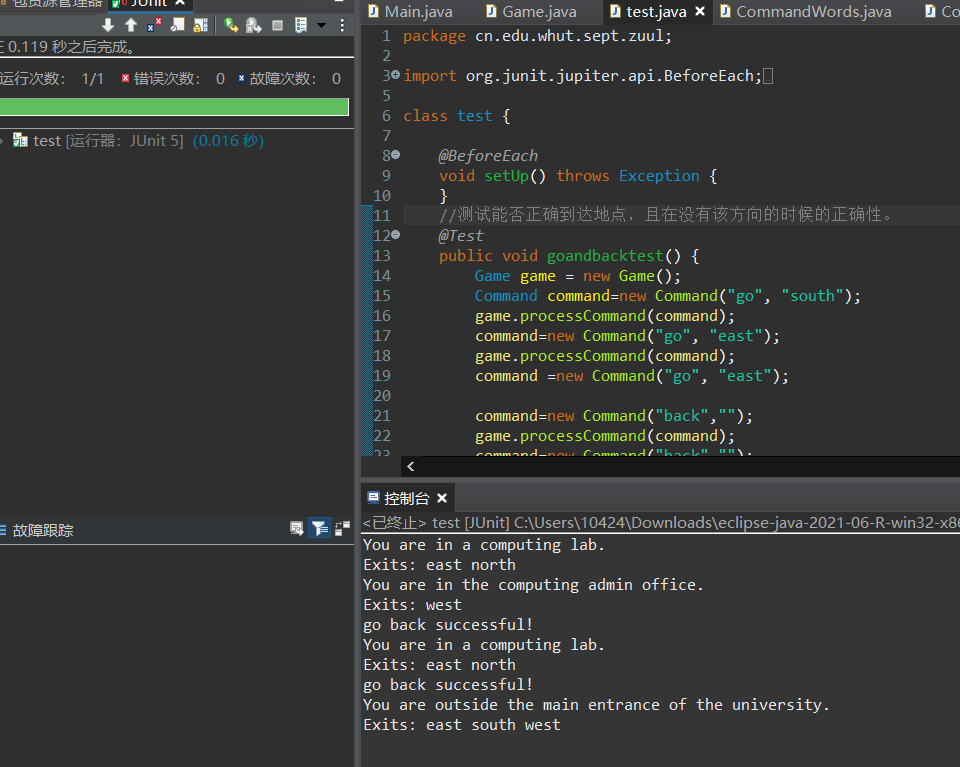 包资源管理器 JUnit
Main.java Game.java test.java CommandWords.java Co
0.119 秒之后完成。
运行次数： 1/1 错误次数： 0 故障次数： 0
test [运行器：JUnit 5] (0.016 秒)
1 package cn.edu.whut.sept.zuul;
2
3 import org.junit.jupiter.api.BeforeEach;
5
6 class test {
7
8 @BeforeEach
9 void setUp() throws Exception {
10 }
11 //测试能否正确到达地点，且在没有该方向的时候的正确性。
12 @Test
13 public void goandbacktest() {
14 Game game = new Game();
15 Command command=new Command("go", "south");
16 game.processCommand(command);
17 command=new Command("go", "east");
18 game.processCommand(command);
19 command =new Command("go", "east");
20
21 command=new Command("back","");
22 game.processCommand(command);
23 command=new Command("back","");
故障跟踪
控制台
<已终止> test [JUnit] C:\Users\10424\Downloads\eclipse-java-2021-06-R-win32-x86
You are in a computing lab.
Exits: east north
You are in the computing admin office.
Exits: west
go back successful!
You are in a computing lab.
Exits: east north
go back successful!
You are outside the main entrance of the university.
Exits: east south west